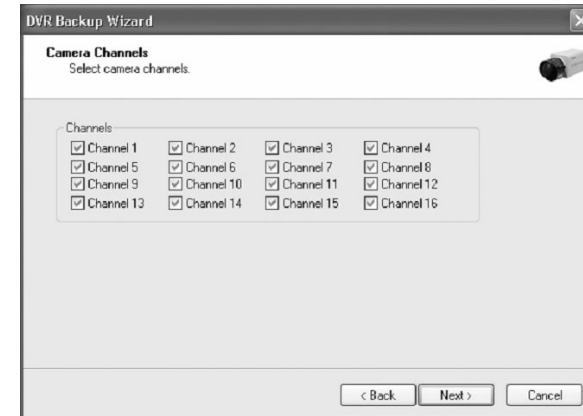 DVR Backup Wizard
Camera Channels
Select camera channels.
Channels
Channel 1 Channel 2 Channel 3 Channel 4
Channel 5 Channel 6 Channel 7 Channel 8
Channel 9 Channel 10 Channel 11 Channel 12
Channel 13 Channel 14 Channel 15 Channel 16
< Back Next > Cancel